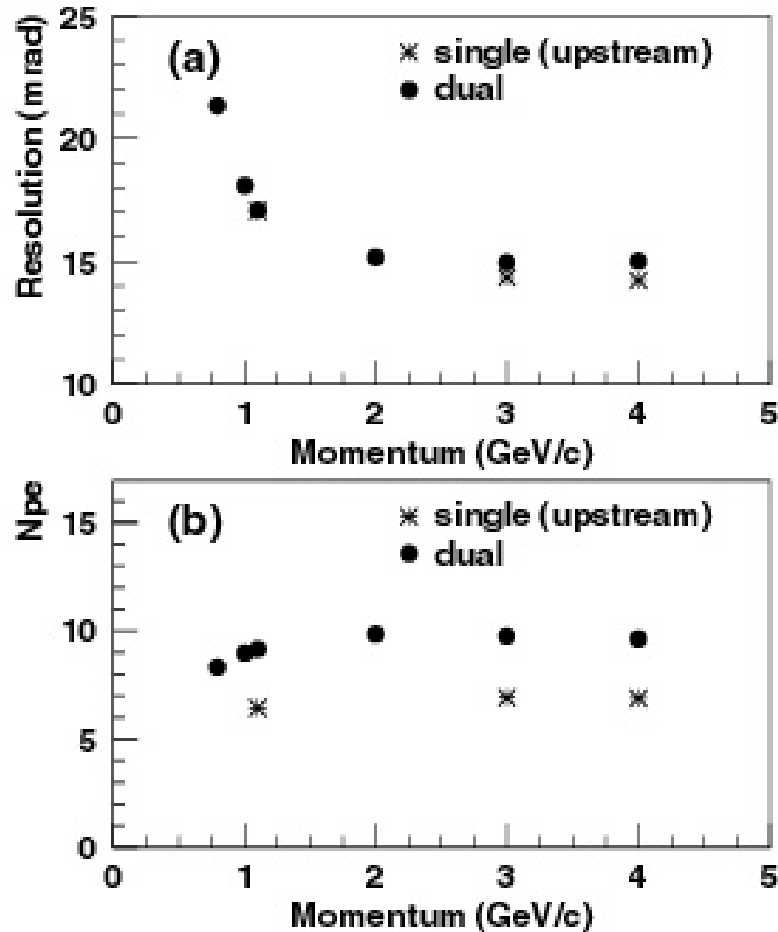 25
(a)
single (upstream)
dual
20
15
10
Resolution (mrad)
0 1 2 3 4 5
Momentum (GeV/c)
Npe
(b)
single (upstream)
dual
15
10
5
0
0 1 2 3 4 5
Momentum (GeV/c)